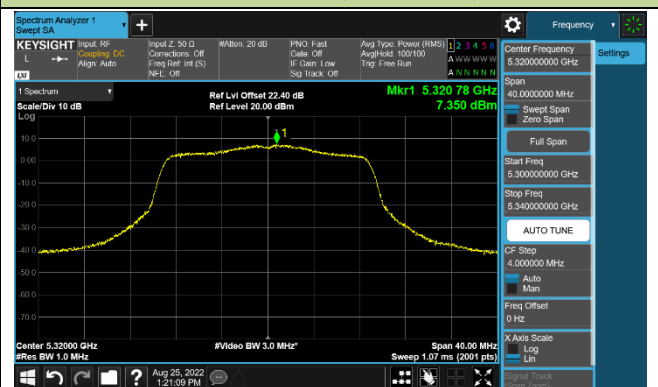 Spectrum Analyzer 1
Swept SA
+
Frequency
KEYSIGHT
L
LXI
Input: RF
Coupling: DC
Align: Auto
Input Z: 50 Ω
Corrections: Off
Freq Ref: Int (S)
NFE: Off
#Atten: 20 dB
PNO: Fast
Gate: Off
IF Gain: Low
Sig Track: Off
Avg Type: Power (RMS)
Avg|Hold: 100/100
Trig: Free Run
1 2 3 4 5 6
A W W W W W
A N N N N N
1 Spectrum
Scale/Div 10 dB
Log
Ref Lvl Offset 22.40 dB
Ref Level 20.00 dBm
Mkr1 5.320 78 GHz
7.350 dBm
1
10.0
0.00
-10.0
-20.0
-30.0
-40.0
-50.0
-60.0
-70.0
Center 5.32000 GHz
#Res BW 1.0 MHz
#Video BW 3.0 MHz*
Span 40.00 MHz
Sweep 1.07 ms (2001 pts)
Center Frequency
5.320000000 GHz
Settings
Span
40.0000000 MHz
Swept Span
Zero Span
Full Span
Start Freq
5.300000000 GHz
Stop Freq
5.340000000 GHz
AUTO TUNE
CF Step
4.000000 MHz
Auto
Man
Freq Offset
0 Hz
X Axis Scale
Log
Lin
Signal Track
(Span Zoom)
?
Aug 25, 2022
1:21:09 PM